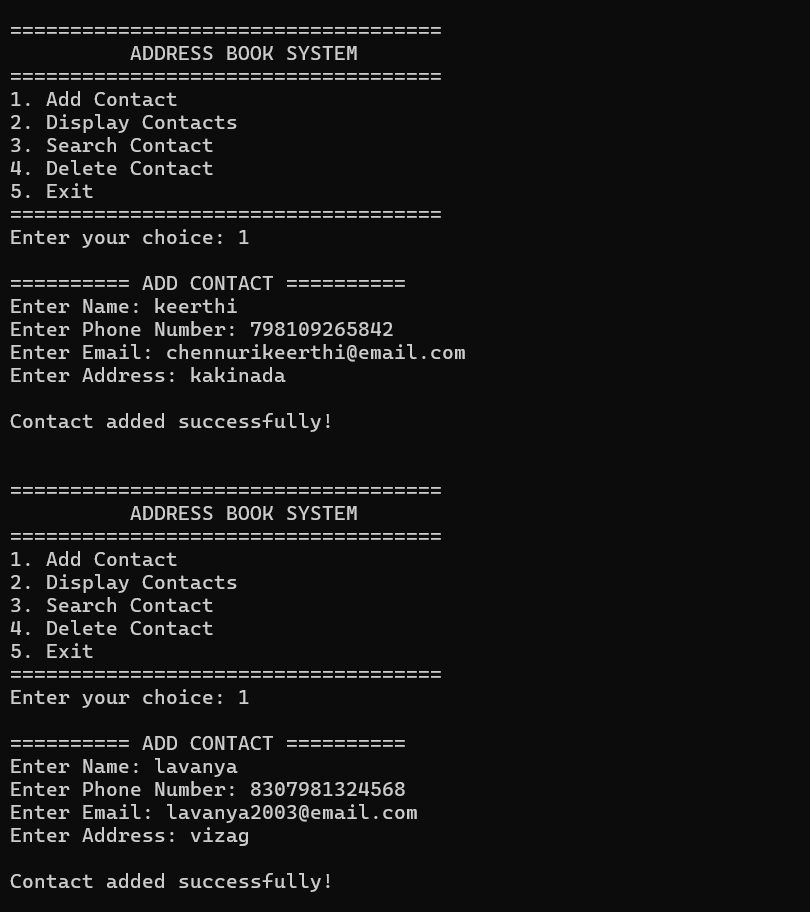 ====================================
          ADDRESS BOOK SYSTEM
====================================
1. Add Contact
2. Display Contacts
3. Search Contact
4. Delete Contact
5. Exit
====================================
Enter your choice: 1

========== ADD CONTACT ==========
Enter Name: keerthi
Enter Phone Number: 798109265842
Enter Email: chennurikeerthi@email.com
Enter Address: kakinada

Contact added successfully!


====================================
          ADDRESS BOOK SYSTEM
====================================
1. Add Contact
2. Display Contacts
3. Search Contact
4. Delete Contact
5. Exit
====================================
Enter your choice: 1

========== ADD CONTACT ==========
Enter Name: lavanya
Enter Phone Number: 8307981324568
Enter Email: lavanya2003@email.com
Enter Address: vizag

Contact added successfully!